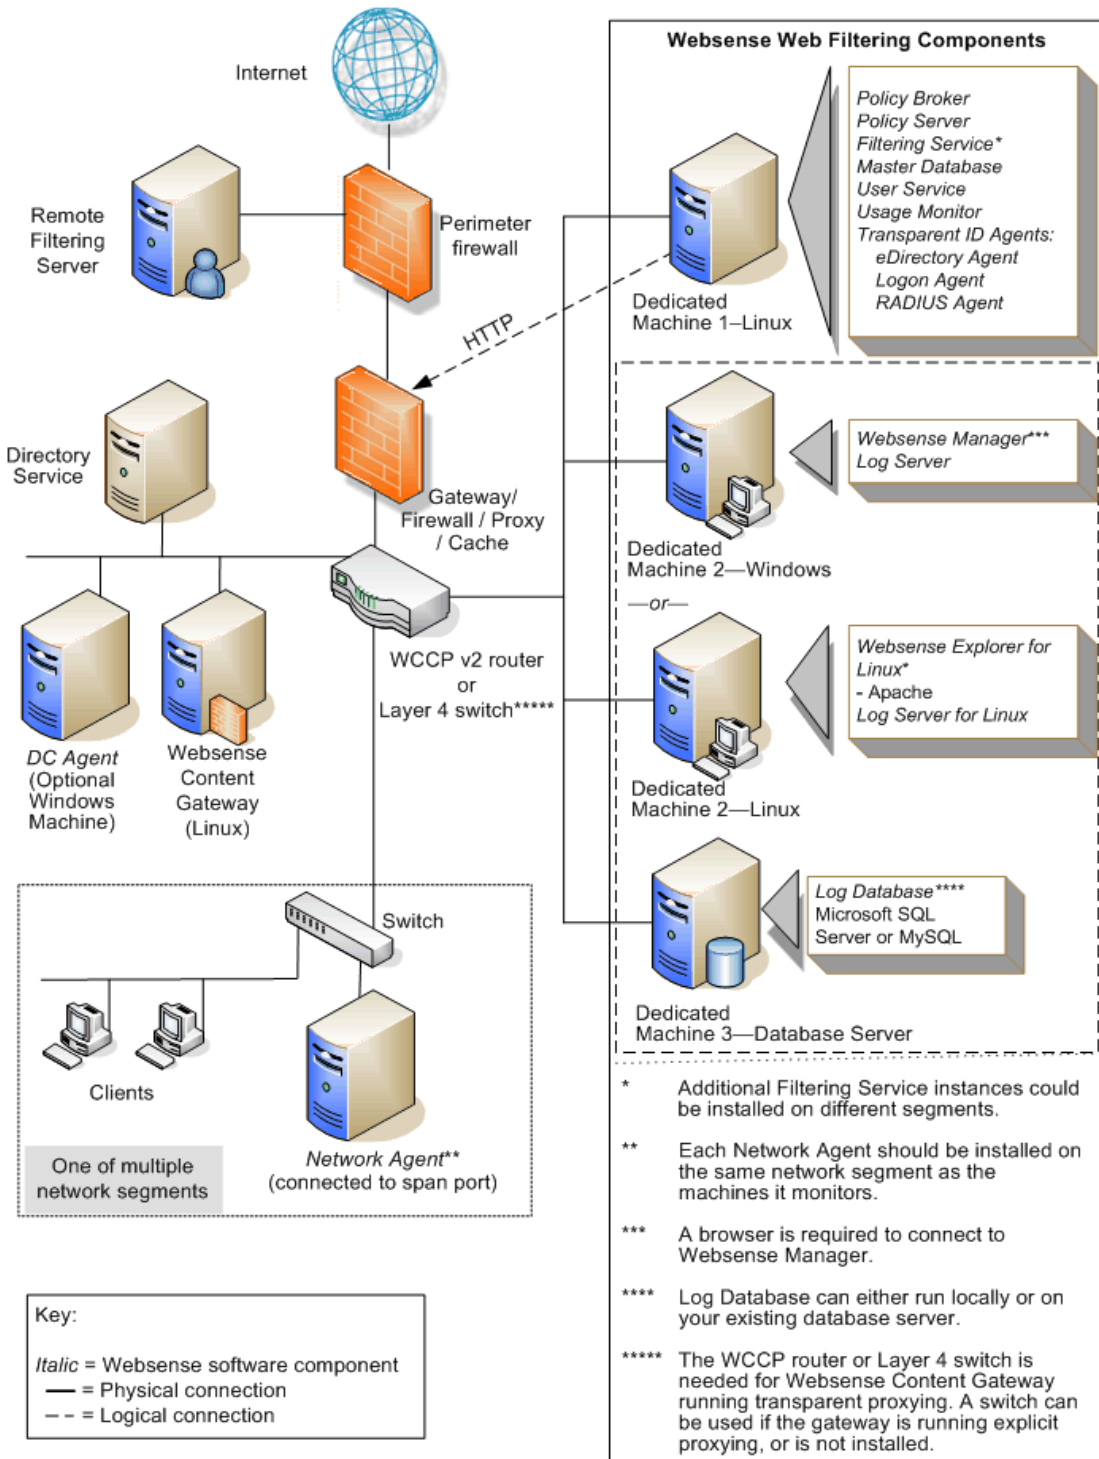 Internet
Remote
Filtering
Server
Perimeter
firewall
HTTP
Directory
Service
Gateway/
Firewall / Proxy
/ Cache
WCCP v2 router
or
Layer 4 switch*****
DC Agent
(Optional
Windows
Machine)
Websense
Content
Gateway
(Linux)
Switch
Clients
One of multiple
network segments
Network Agent**
(connected to span port)
Key:
Italic = Websense software component
= Physical connection
= Logical connection
Websense Web Filtering Components
Policy Broker
Policy Server
Filtering Service*
Master Database
User Service
Usage Monitor
Transparent ID Agents:
eDirectory Agent
Logon Agent
RADIUS Agent
Dedicated
Machine 1–Linux
Websense Manager***
Log Server
Dedicated
Machine 2—Windows
—or—
Websense Explorer for
Linux*
- Apache
Log Server for Linux
Dedicated
Machine 2—Linux
Log Database****
Microsoft SQL
Server or MySQL
Dedicated
Machine 3—Database Server
* Additional Filtering Service instances could
be installed on different segments.
** Each Network Agent should be installed on
the same network segment as the
machines it monitors.
*** A browser is required to connect to
Websense Manager.
**** Log Database can either run locally or on
your existing database server.
***** The WCCP router or Layer 4 switch is
needed for Websense Content Gateway
running transparent proxying. A switch can
be used if the gateway is running explicit
proxying, or is not installed.